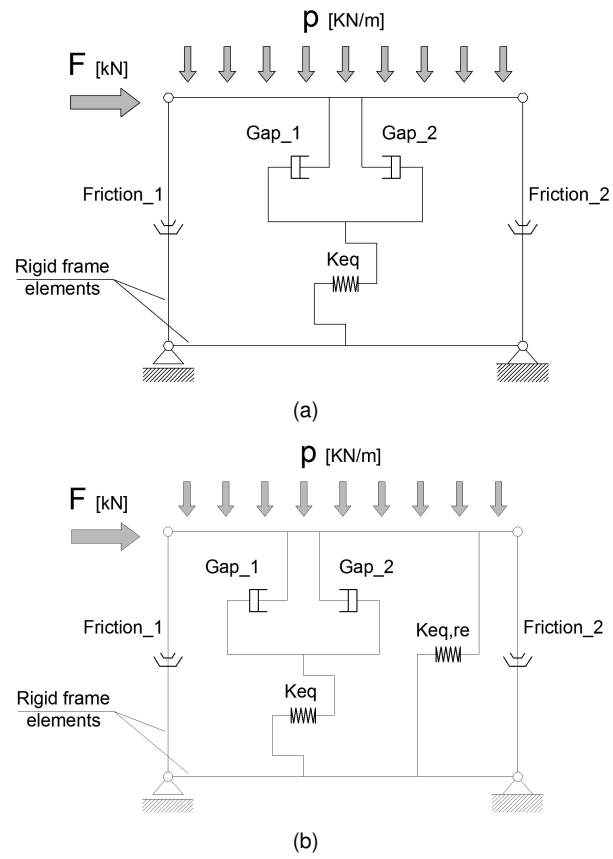 p [KN/m]
F [kN]
Gap_1
Gap_2
Friction_1
Friction_2
Keq
Rigid frame
elements
(a)
p [KN/m]
F [kN]
Gap_1
Gap_2
Friction_1
Keq,re
Friction_2
Keq
Rigid frame
elements
(b)